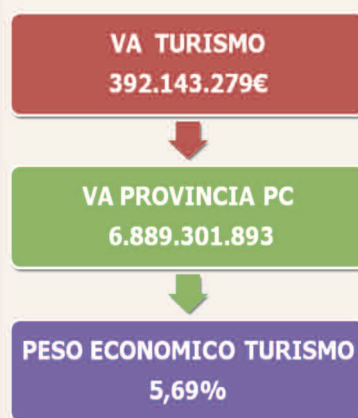 VA TURISMO
392.143.279€
VA PROVINCIA PC
6.889.301.893
PESO ECONOMICO TURISMO
5,69%